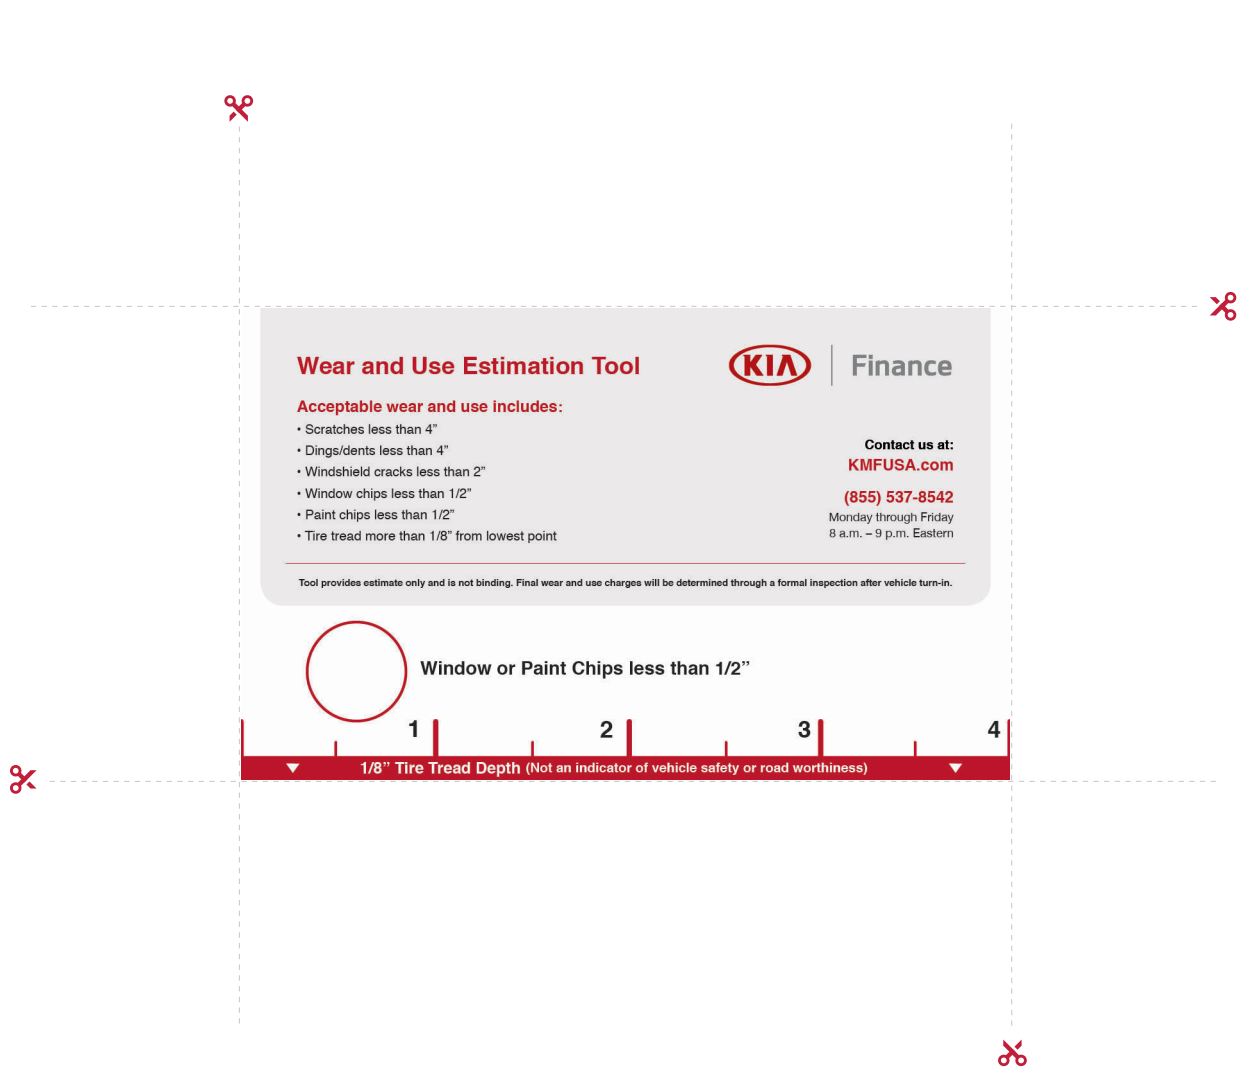 Wear and Use Estimation Tool
KIA | Finance
Acceptable wear and use includes:
• Scratches less than 4”
• Dings/dents less than 4”
• Windshield cracks less than 2”
• Window chips less than 1/2”
• Paint chips less than 1/2”
• Tire tread more than 1/8” from lowest point
Contact us at:
KMFUSA.com
(855) 537-8542
Monday through Friday
8 a.m. – 9 p.m. Eastern
Tool provides estimate only and is not binding. Final wear and use charges will be determined through a formal inspection after vehicle turn-in.
Window or Paint Chips less than 1/2”
1 2 3 4
1/8” Tire Tread Depth (Not an indicator of vehicle safety or road worthiness)